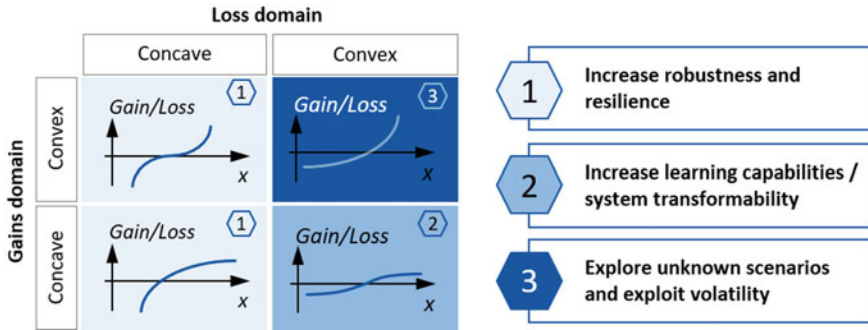 Loss domain
Concave
Convex
Gains domain
Convex
Gain/Loss
1
x
Gain/Loss
3
x
Concave
Gain/Loss
1
x
Gain/Loss
2
x
1
Increase robustness and
resilience
2
Increase learning capabilities /
system transformability
3
Explore unknown scenarios
and exploit volatility